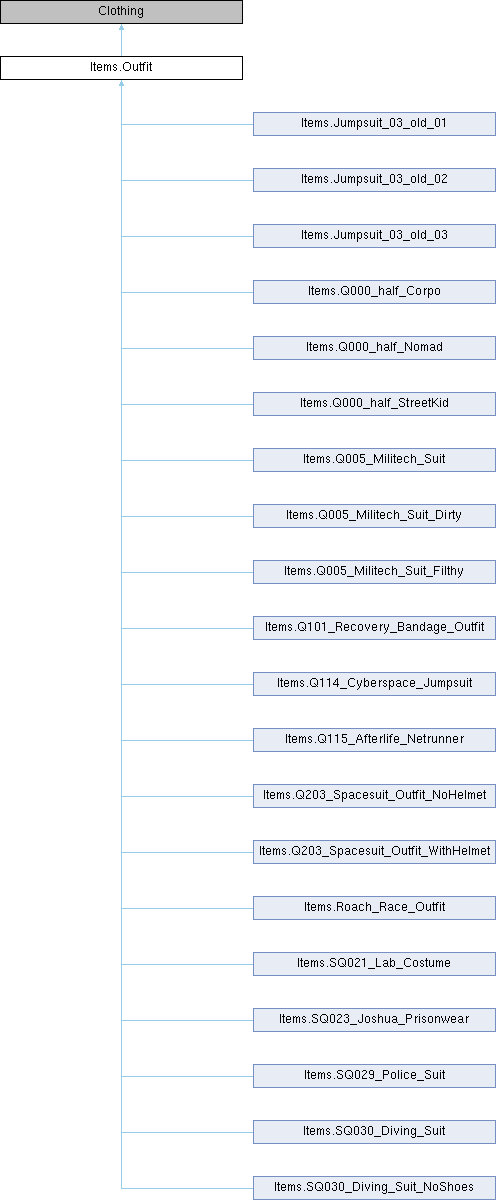 Clothing
Items.Outfit
Items.Jumpsuit_03_old_01
Items.Jumpsuit_03_old_02
Items.Jumpsuit_03_old_03
Items.Q000_half_Corpo
Items.Q000_half_Nomad
Items.Q000_half_StreetKid
Items.Q005_Militech_Suit
Items.Q005_Militech_Suit_Dirty
Items.Q005_Militech_Suit_Filthy
Items.Q101_Recovery_Bandage_Outfit
Items.Q114_Cyberspace_Jumpsuit
Items.Q115_Afterlife_Netrunner
Items.Q203_Spacesuit_Outfit_NoHelmet
Items.Q203_Spacesuit_Outfit_WithHelmet
Items.Roach_Race_Outfit
Items.SQ021_Lab_Costume
Items.SQ023_Joshua_Prisonwear
Items.SQ029_Police_Suit
Items.SQ030_Diving_Suit
Items.SQ030_Diving_Suit_NoShoes